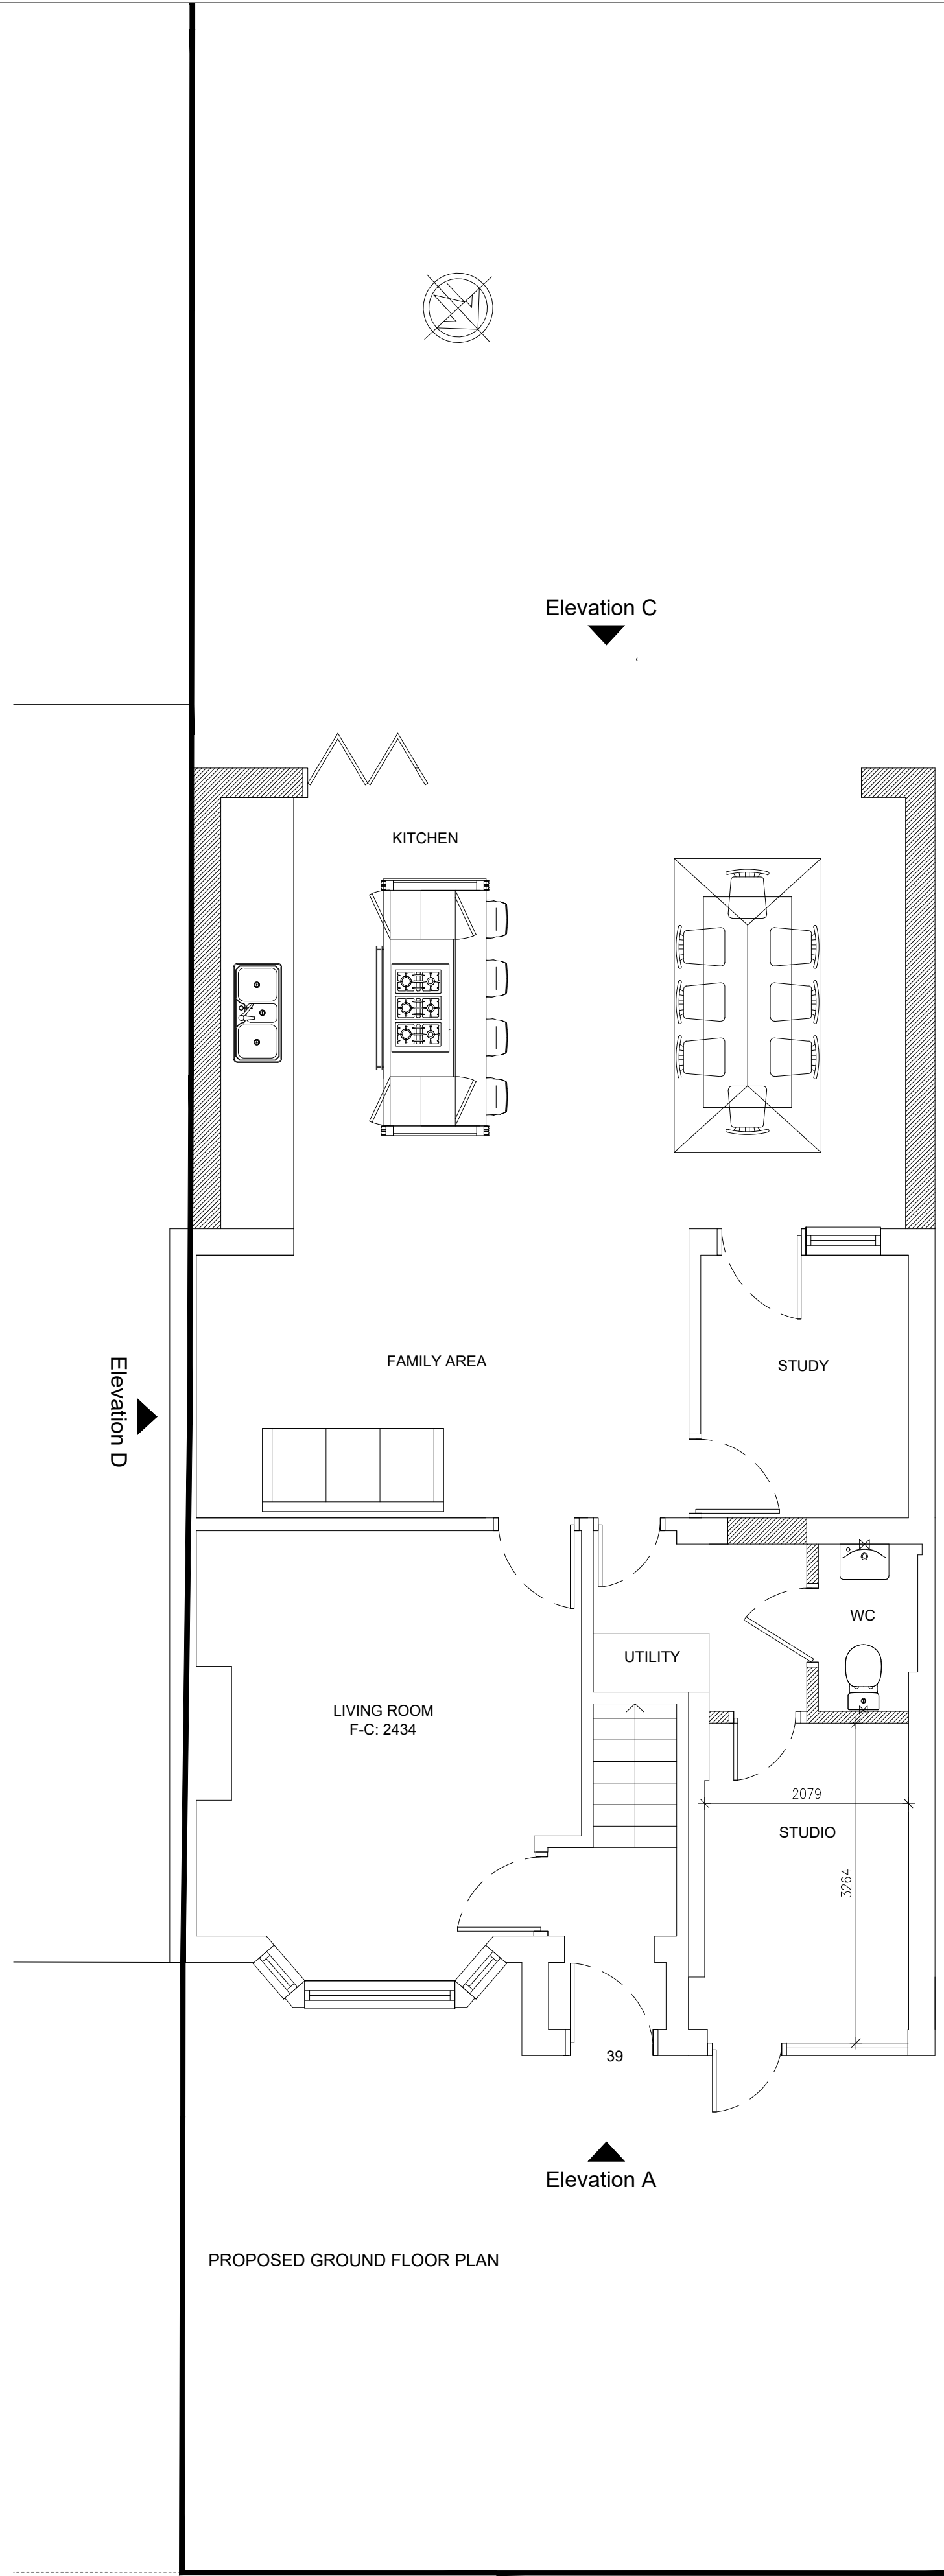 Elevation C
KITCHEN
FAMILY AREA
STUDY
Elevation D
WC
UTILITY
LIVING ROOM
F-C: 2434
2079
STUDIO
3264
39
Elevation A
PROPOSED GROUND FLOOR PLAN